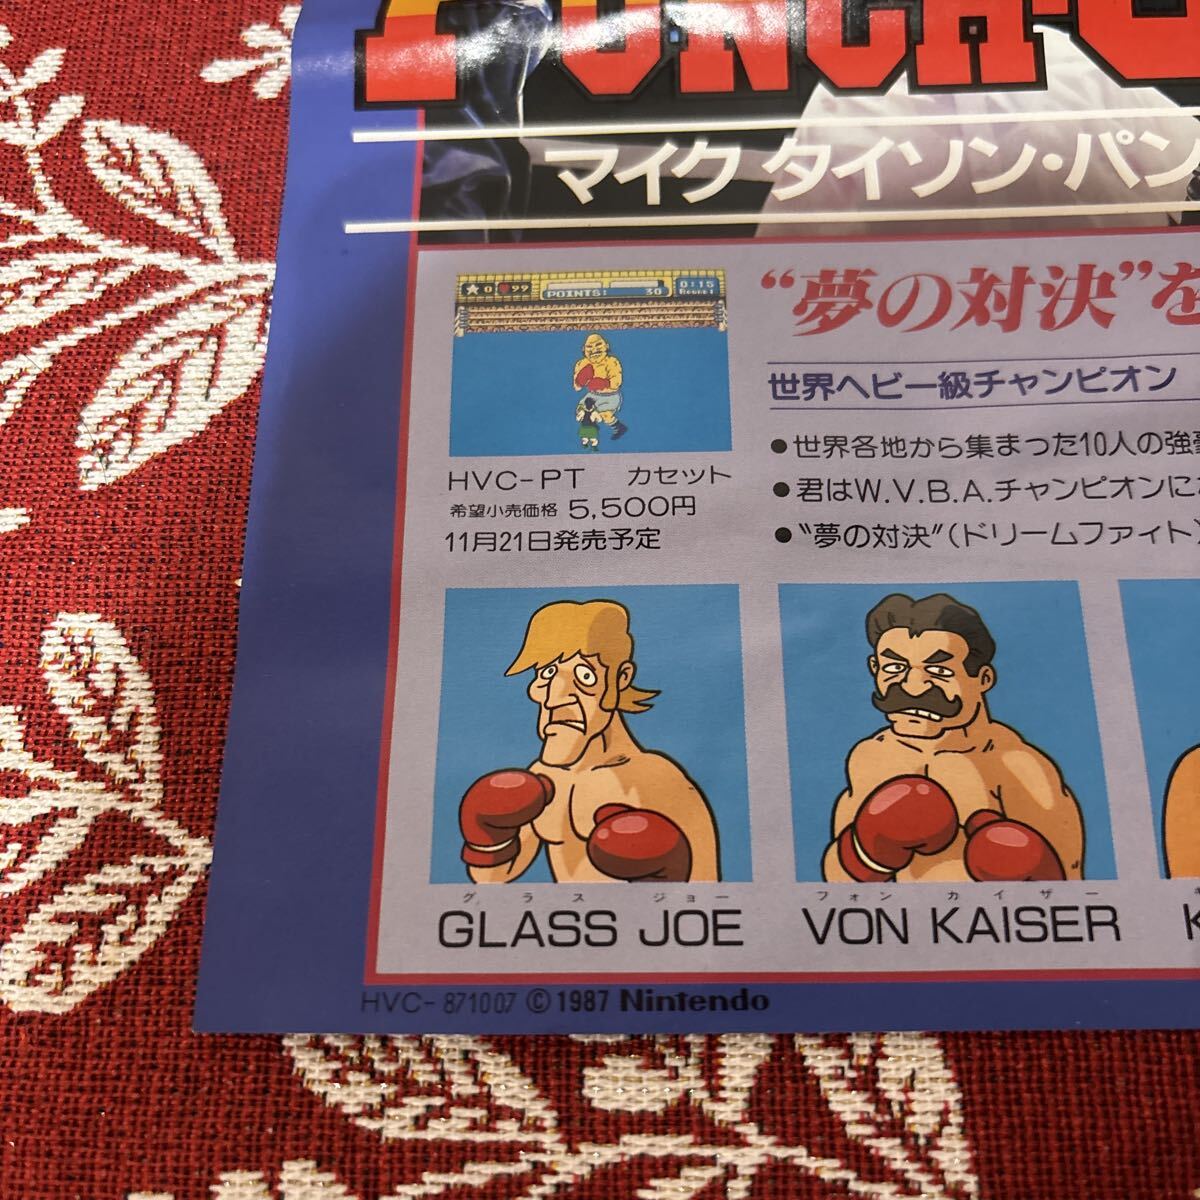 PUNCH-
マイク タイソン・パン
★0 ♥99 POINTS: 30 0:15 ROUND 1
"夢の対決"を
世界ヘビー級チャンピオン
HVC-PT カセット
希望小売価格 5,500円
11月21日発売予定
●世界各地から集まった10人の強
●君はW.V.B.A.チャンピオンに
●"夢の対決"(ドリームファイト
グラス ジョー
GLASS JOE
フォン カイザー
VON KAISER
K
HVC-871007 ©1987 Nintendo